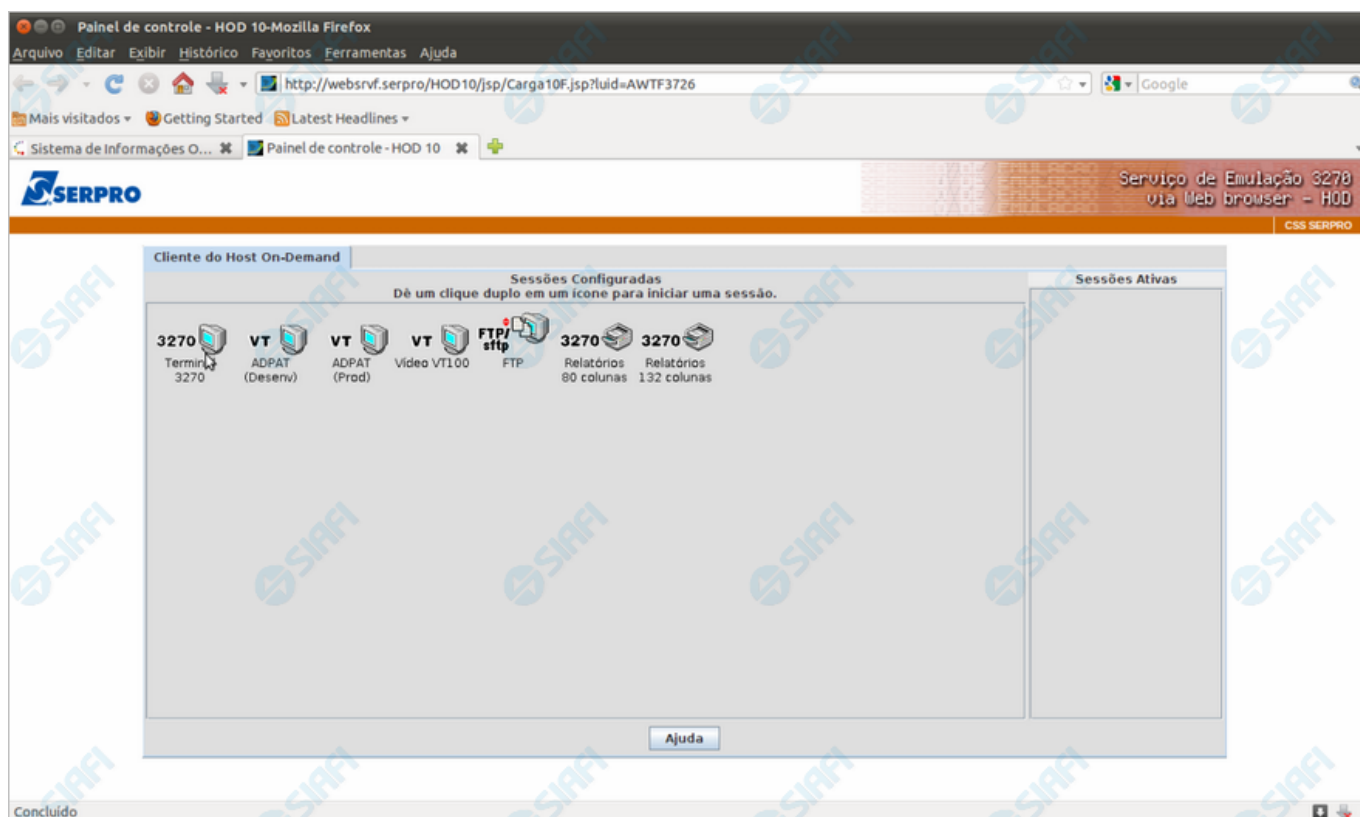 Painel de controle - HOD 10-Mozilla Firefox
Arquivo Editar Exibir Histórico Favoritos Ferramentas Ajuda
http://websrvf.serpro/HOD10/jsp/Carga10F.jsp?luid=AWTF3726
Google
Mais visitados Getting Started Latest Headlines
Sistema de Informações O... Painel de controle - HOD 10
SERPRO
Serviço de Emulação 3270
via Web browser - HOD
CSS SERPRO
Cliente do Host On-Demand
Sessões Configuradas
Dê um clique duplo em um ícone para iniciar uma sessão.
Sessões Ativas
3270 VT VT VT FTP/ sftp 3270 3270
Terminal ADPAT ADPAT Vídeo VT100 FTP Relatórios Relatórios
3270 (Desenv) (Prod) 80 colunas 132 colunas
Ajuda
Concluído
SIAFI